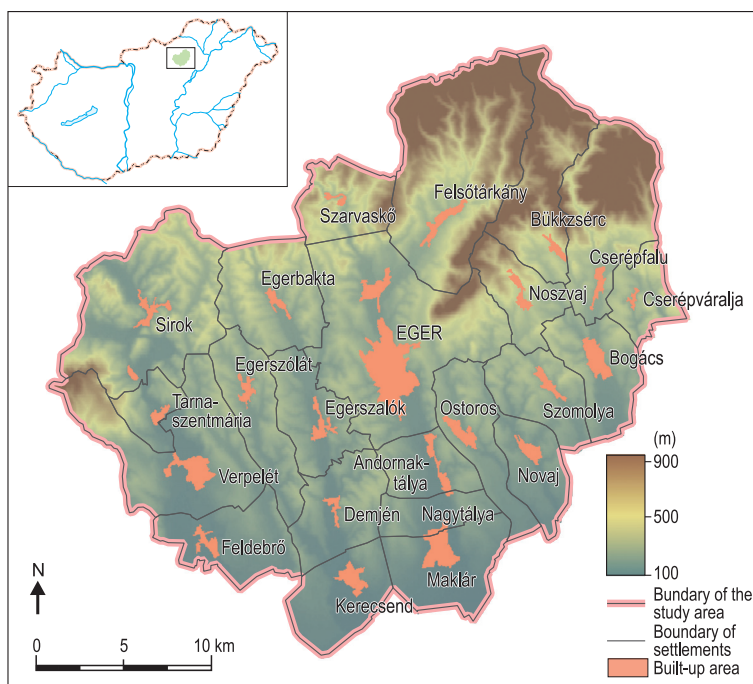 Felsőtárkány
Szarvaskő
Bükkzsérc
Cserépfalu
Egerbakta
Noszvaj
Cserépváralja
Sirok
EGER
Bogács
Egerszólát
Tarna-
szentmária
Egerszalók
Ostoros
Szomolya
Andornak-
tálya
Verpelét
Novaj
Demjén
Nagytálya
Feldebrő
Maklár
Kerecsend
(m)
900
500
100
Bundary of the
study area
Boundary of
settlements
Built-up area
N
0 5 10 km